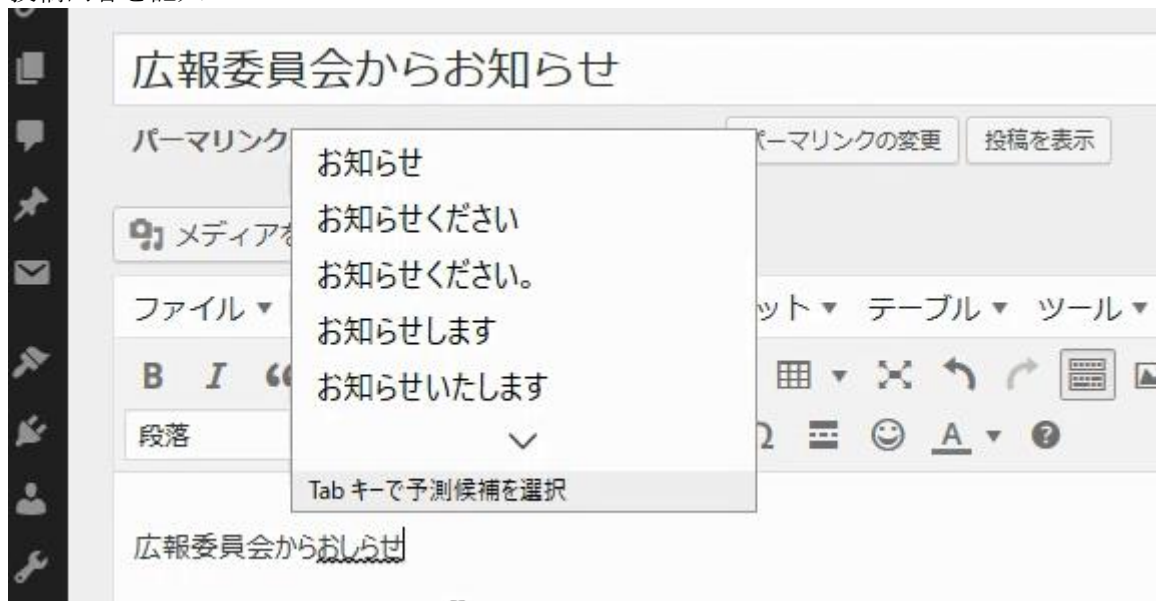 広報委員会からお知らせ
パーマリンク
パーマリンクの変更 投稿を表示
お知らせ
お知らせください
メディアを
お知らせください。
ファイル ット テーブル ツール
お知らせします
B I
お知らせいたします
段落
Ω A
Tab キーで予測候補を選択
広報委員会からおしらせ